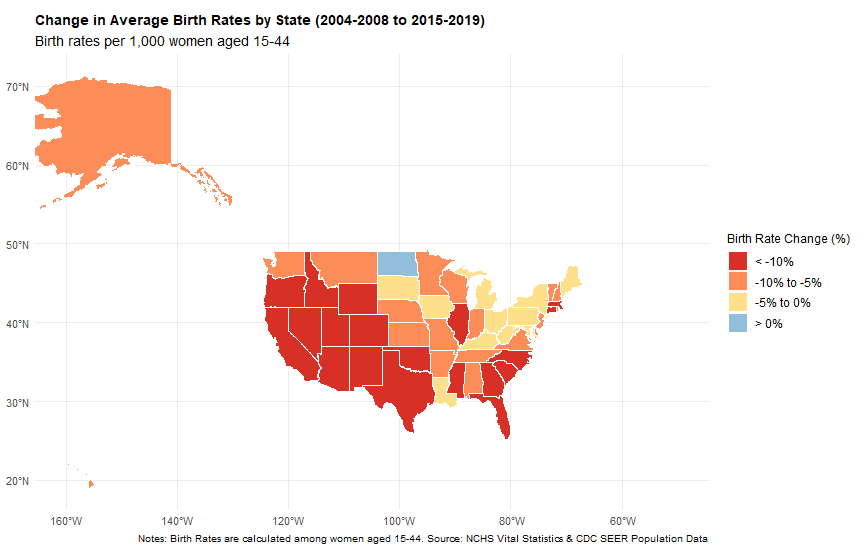 Change in Average Birth Rates by State (2004-2008 to 2015-2019)
Birth rates per 1,000 women aged 15-44
70°N
60°N
50°N
40°N
30°N
20°N
160°W
140°W
120°W
100°W
80°W
60°W
Birth Rate Change (%)
< -10%
-10% to -5%
-5% to 0%
> 0%
Notes: Birth Rates are calculated among women aged 15-44. Source: NCHS Vital Statistics & CDC SEER Population Data